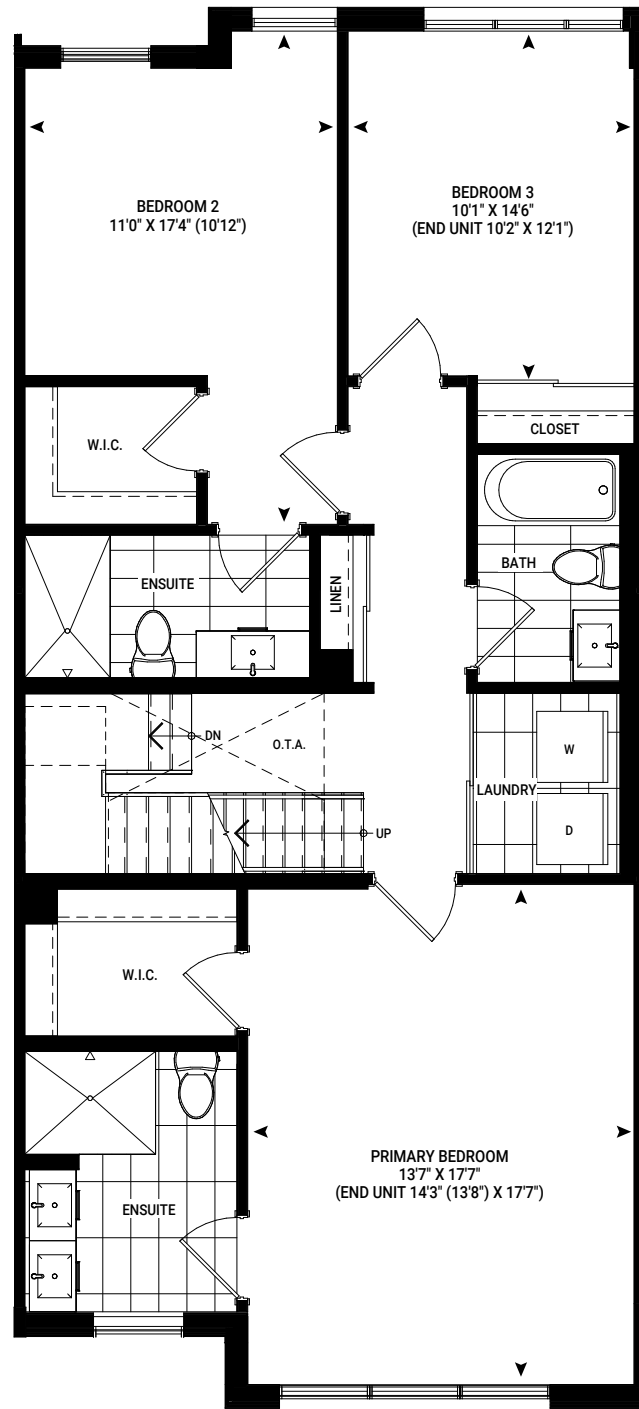 BEDROOM 2
11'0" X 17'4" (10'12")
BEDROOM 3
10'1" X 14'6"
(END UNIT 10'2" X 12'1")
W.I.C.
CLOSET
ENSUITE
LINEN
BATH
DN
O.T.A.
W
LAUNDRY
D
UP
W.I.C.
PRIMARY BEDROOM
13'7" X 17'7"
(END UNIT 14'3" (13'8") X 17'7")
ENSUITE